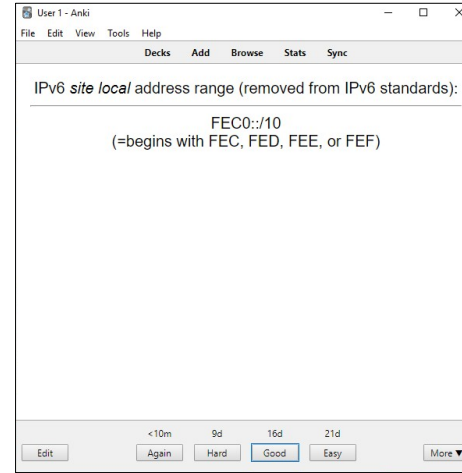 User 1 - Anki
File Edit View Tools Help
Decks Add Browse Stats Sync
IPv6 site local address range (removed from IPv6 standards):
FEC0::/10
(=begins with FEC, FED, FEE, or FEF)
<10m 9d 16d 21d
Edit Again Hard Good Easy More ▼